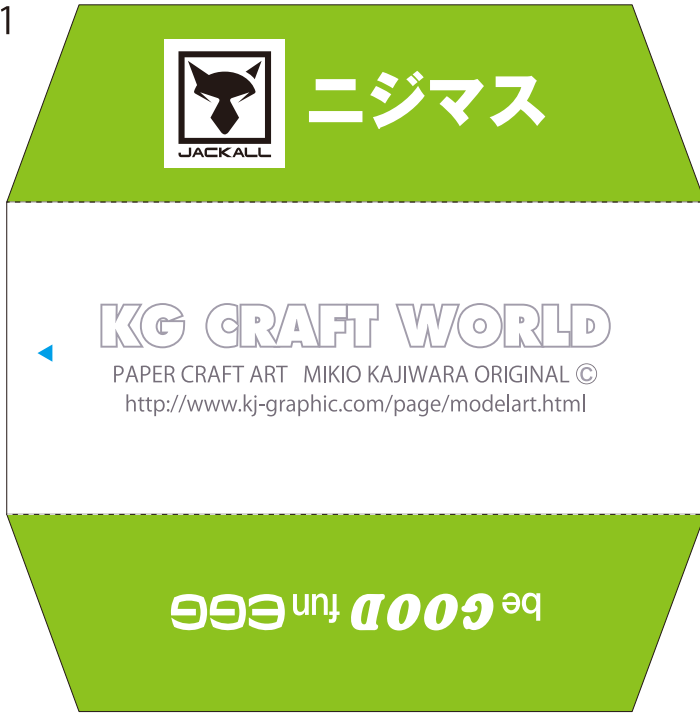 1
JACKALL
ニジマス
KG CRAFT WORLD
PAPER CRAFT ART MIKIO KAJIWARA ORIGINAL ©
http://www.kj-graphic.com/page/modelart.html
be GOOD fun eGG